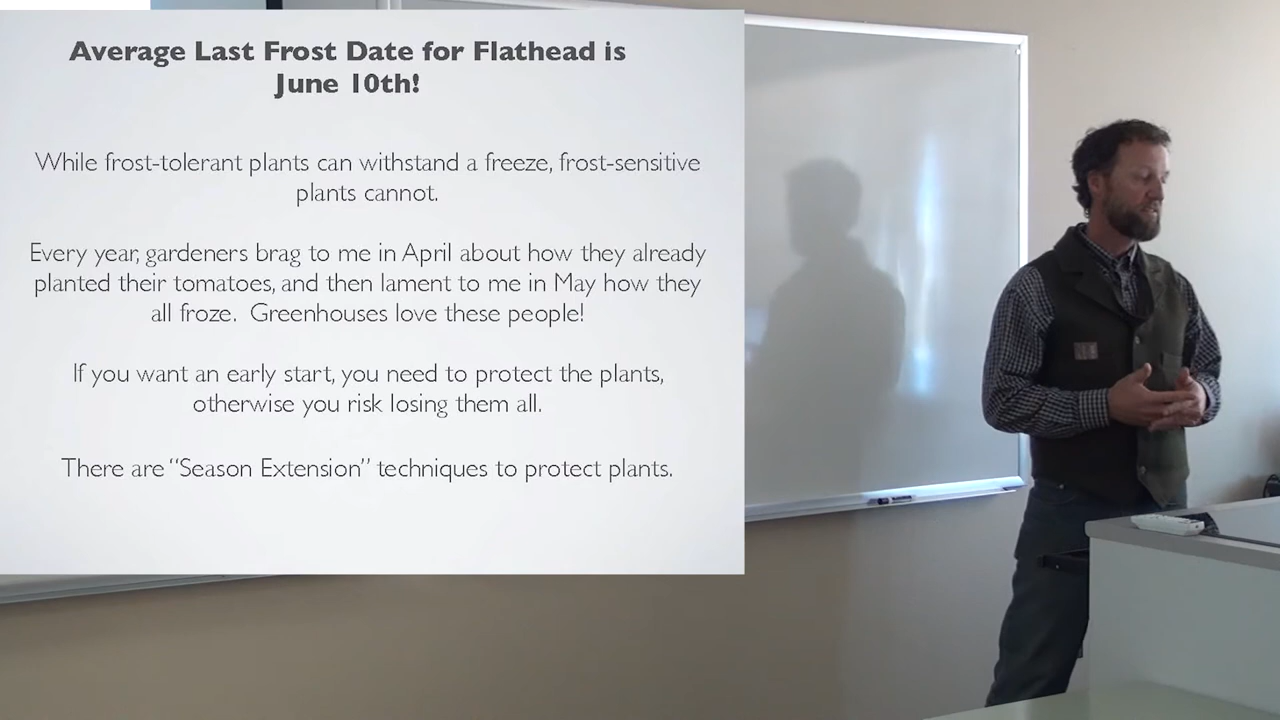 Average Last Frost Date for Flathead is
June 10th!
While frost-tolerant plants can withstand a freeze, frost-sensitive
plants cannot.
Every year, gardeners brag to me in April about how they already
planted their tomatoes, and then lament to me in May how they
all froze.  Greenhouses love these people!
If you want an early start, you need to protect the plants,
otherwise you risk losing them all.
There are “Season Extension” techniques to protect plants.